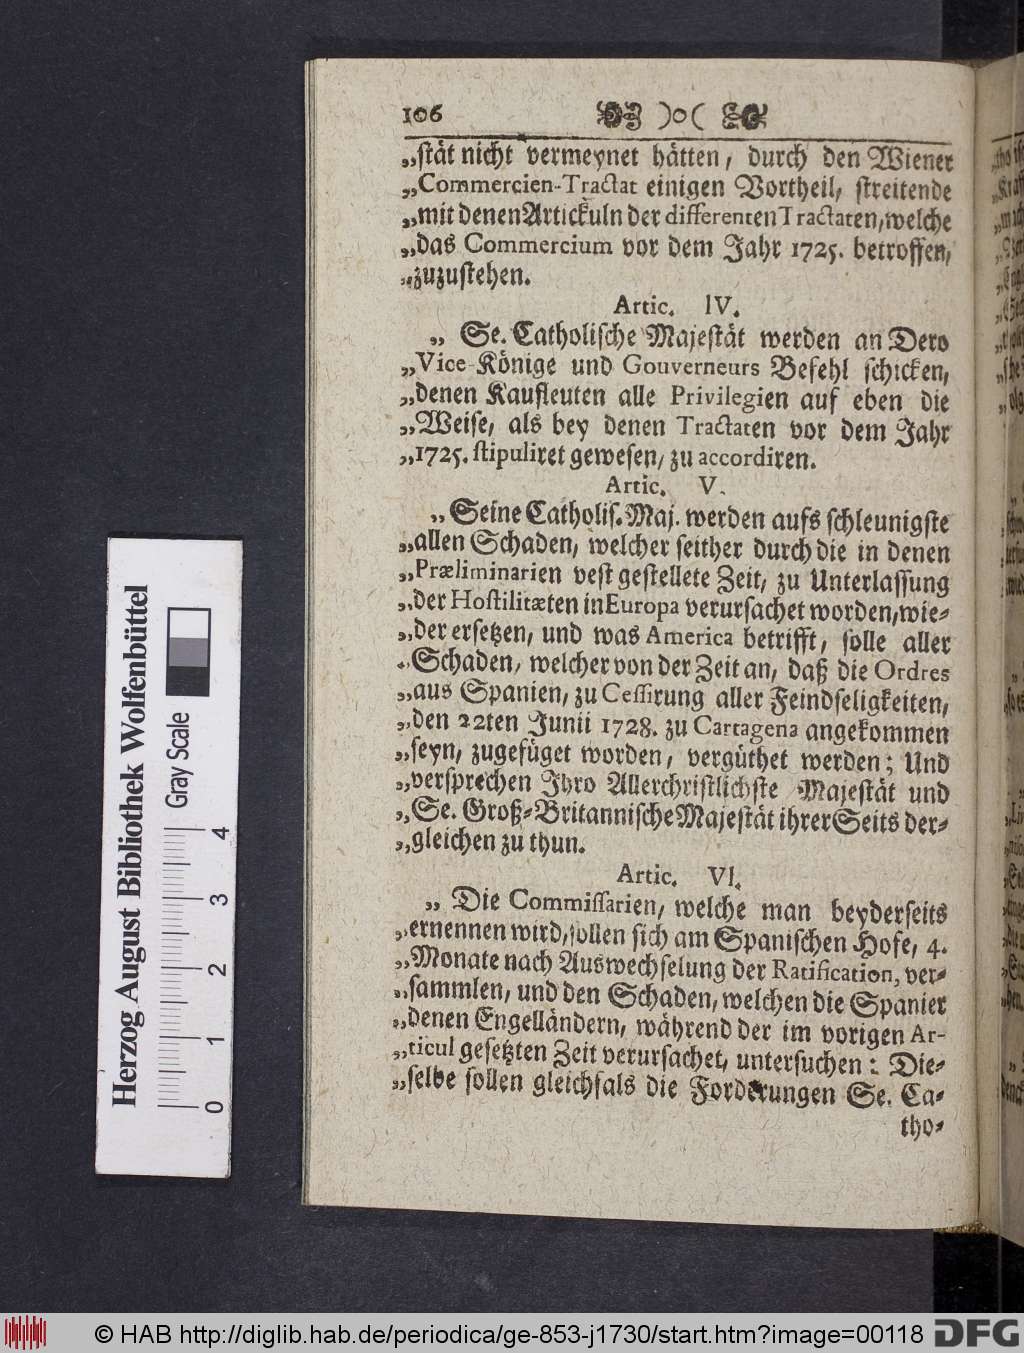 106 )o(
„ſtät nicht vermeynet hätten, durch den Wiener
„Commercien-Tractat einigen Vortheil, ſtreitende
„mit denen Artickuln der differenten Tractaten, welche
„das Commercium vor dem Jahr 1725. betroffen,
„zuzuſtehen.
Artic. IV.
„ Se. Catholiſche Majeſtät werden an Dero
„Vice-Könige und Gouverneurs Befehl ſchicken,
„denen Kaufleuten alle Privilegien auf eben die
„Weiſe, als bey denen Tractaten vor dem Jahr
„1725. ſtipuliret geweſen, zu accordiren.
Artic. V.
„ Seine Catholiſ. Maj. werden aufs ſchleunigſte
„allen Schaden, welcher ſeither durch die in denen
„Præliminarien veſt geſtellete Zeit, zu Unterlaſſung
„der Hoſtilitæten in Europa verurſachet worden, wie-
„der erſetzen, und was America betrifft, ſolle aller
„Schaden, welcher von der Zeit an, daß die Ordres
„aus Spanien, zu Ceſſirung aller Feindſeligkeiten,
„den 22ten Junii 1728. zu Cartagena angekommen
„ſeyn, zugefüget worden, vergüthet werden; Und
„verſprechen Ihro Allerchriſtlichſte Majeſtät und
„Se. Groß-Britanniſche Majeſtät ihrer Seits der-
„gleichen zu thun.
Artic. VI.
„ Die Commiſſarien, welche man beyderſeits
„ernennen wird, ſollen ſich am Spaniſchen Hofe, 4.
„Monate nach Auswechſelung der Ratification, ver-
„ſammlen, und den Schaden, welchen die Spanier
„denen Engelländern, während der im vorigen Ar-
„ticul geſetzten Zeit verurſachet, unterſuchen: Die-
„ſelbe ſollen gleichfals die Forderungen Se. Ca-
tho-
Herzog August Bibliothek Wolfenbüttel
Gray Scale
0 1 2 3 4
© HAB http://diglib.hab.de/periodica/ge-853-j1730/start.htm?image=00118 DFG